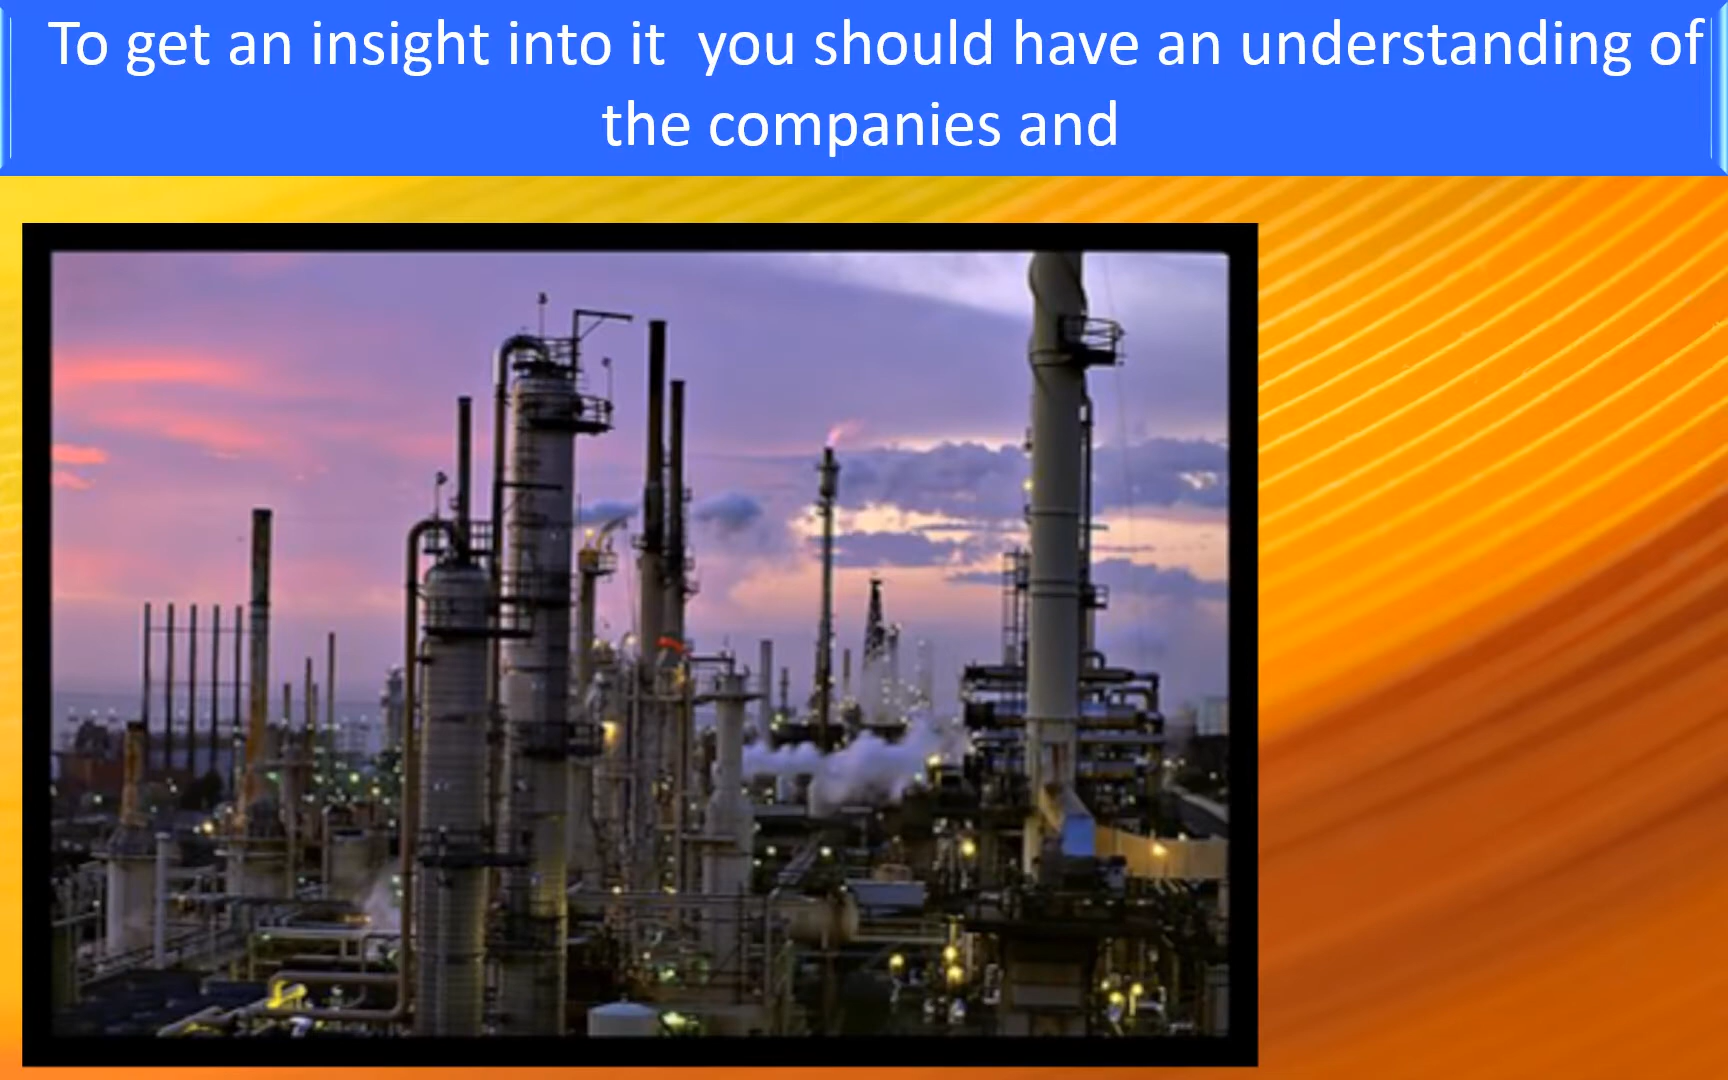 To get an insight into it  you should have an understanding of
the companies and